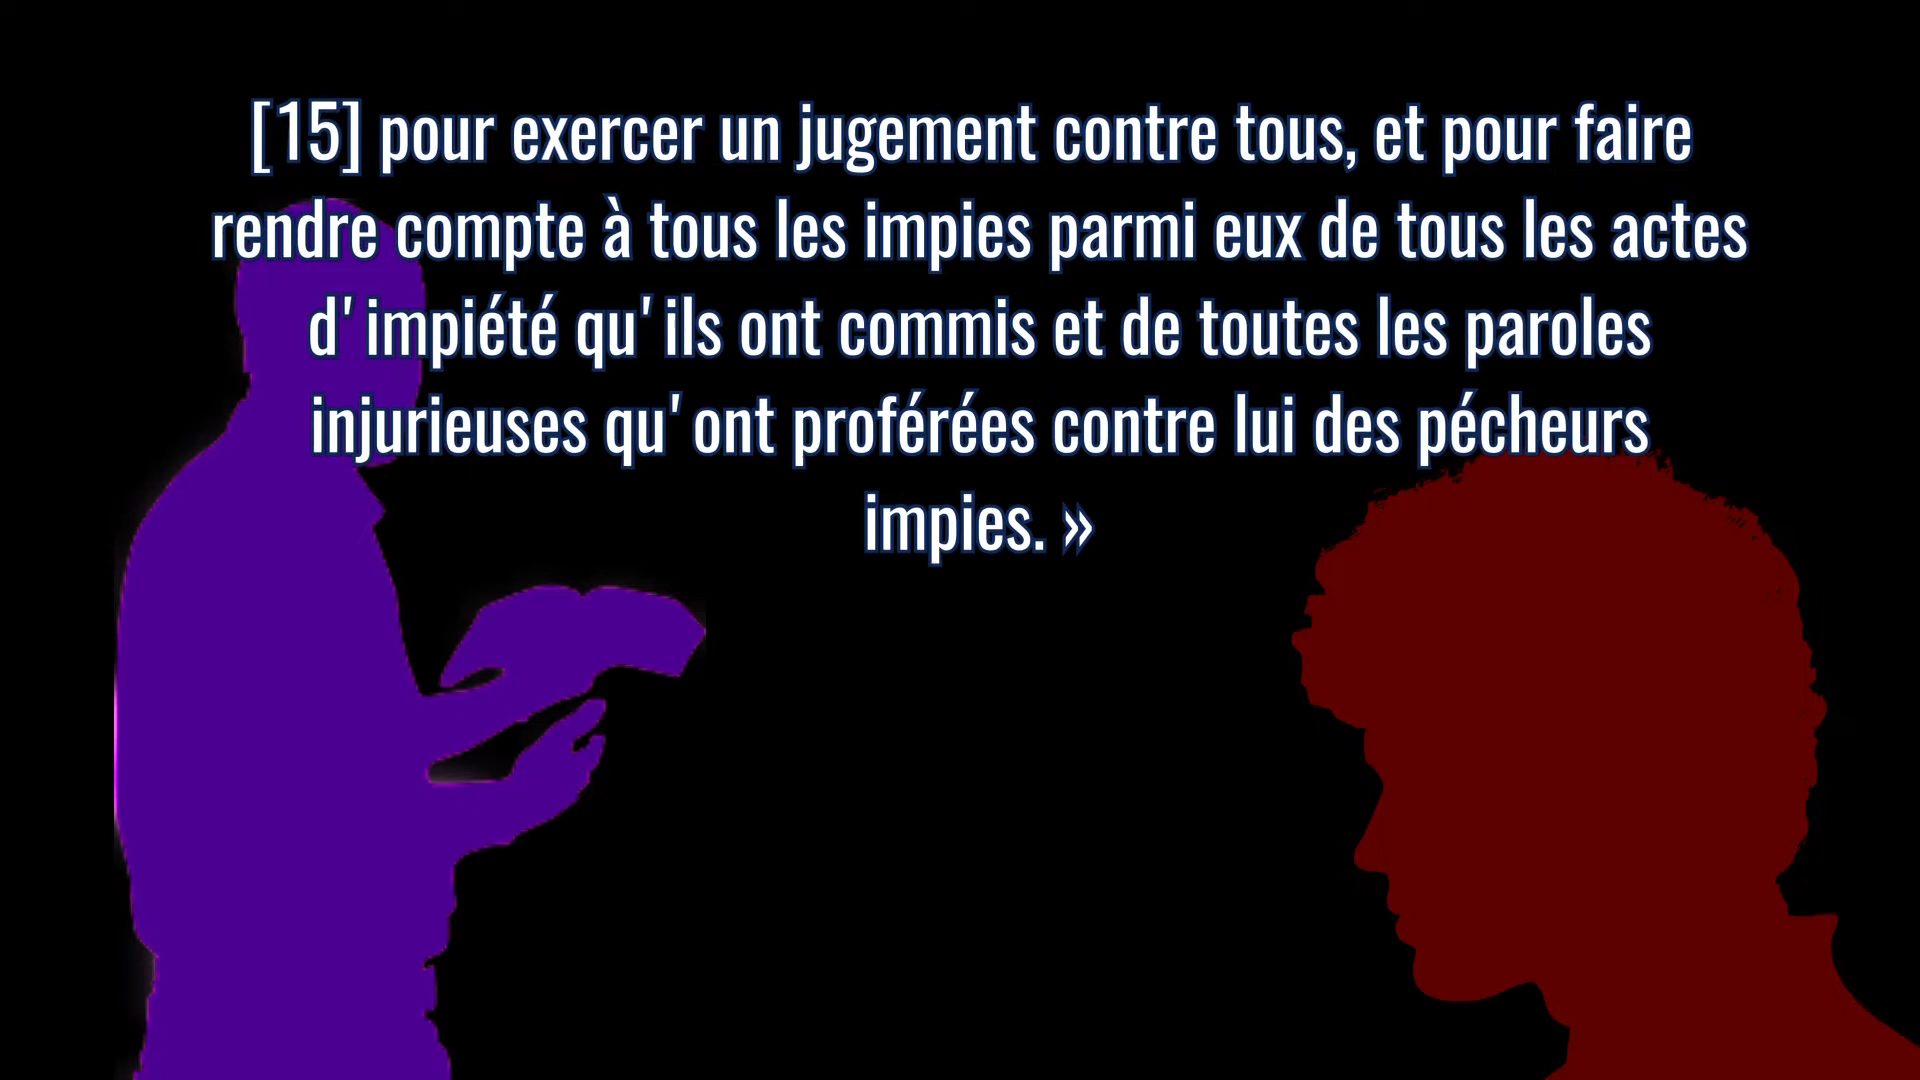 [15] pour exercer un jugement contre tous, et pour faire
rendre compte à tous les impies parmi eux de tous les actes
d'impiété qu'ils ont commis et de toutes les paroles
injurieuses qu'ont proférées contre lui des pécheurs
impies. »